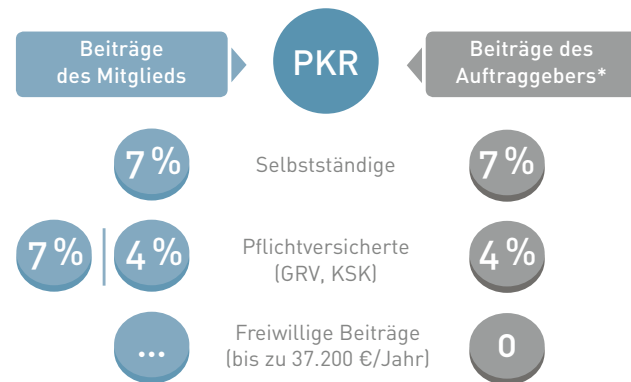 Beiträge
des Mitglieds
PKR
Beiträge des
Auftraggebers*
7 %
Selbstständige
7 %
7 % | 4 %
Pflichtversicherte
(GRV, KSK)
4 %
...
Freiwillige Beiträge
(bis zu 37.200 €/Jahr)
0